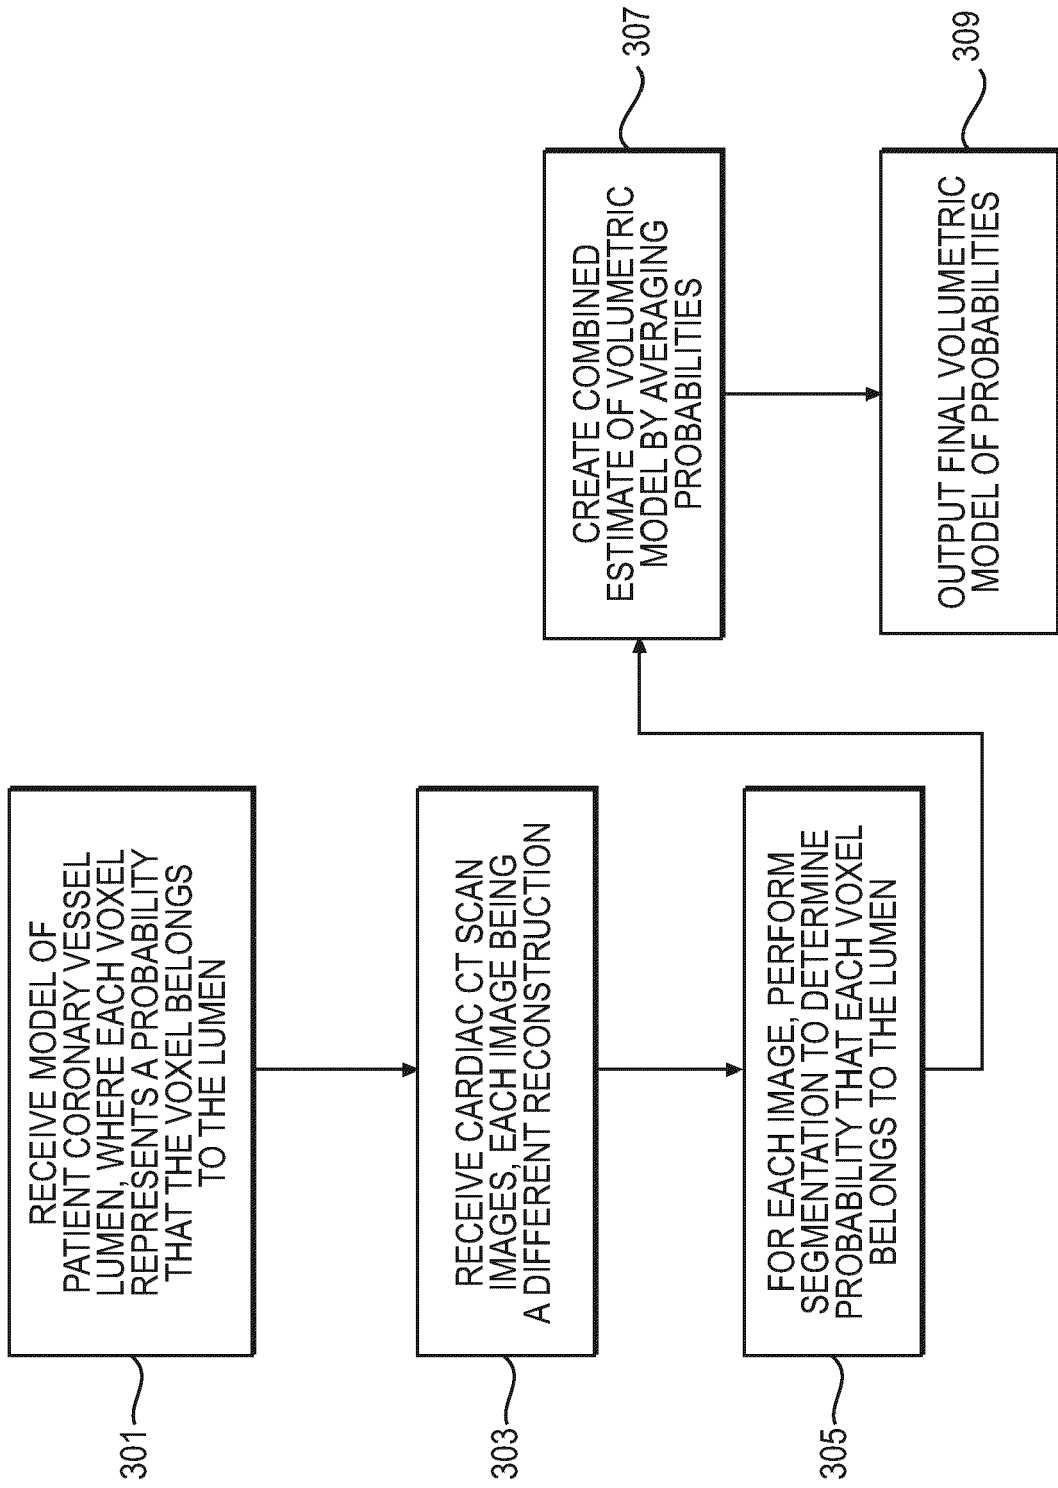 301
RECEIVE MODEL OF
PATIENT CORONARY VESSEL
LUMEN, WHERE EACH VOXEL
REPRESENTS A PROBABILITY
THAT THE VOXEL BELONGS
TO THE LUMEN
303
RECEIVE CARDIAC CT SCAN
IMAGES, EACH IMAGE BEING
A DIFFERENT RECONSTRUCTION
305
FOR EACH IMAGE, PERFORM
SEGMENTATION TO DETERMINE
PROBABILITY THAT EACH VOXEL
BELONGS TO THE LUMEN
307
CREATE COMBINED
ESTIMATE OF VOLUMETRIC
MODEL BY AVERAGING
PROBABILITIES
309
OUTPUT FINAL VOLUMETRIC
MODEL OF PROBABILITIES